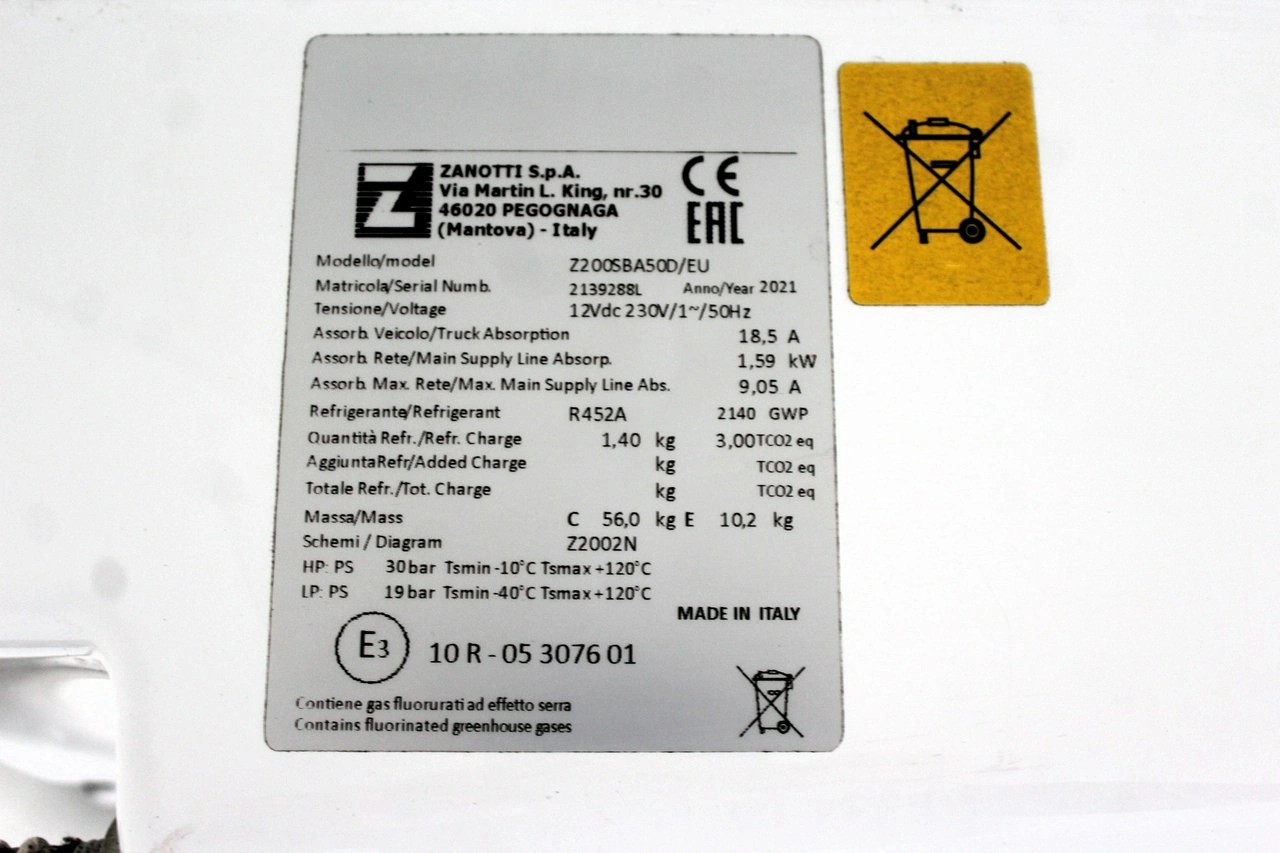 ZANOTTI S.p.A.
Via Martin L. King, nr.30
46020 PEGOGNAGA
(Mantova) - Italy
CE
EAC
Modello/model Z200SBA50D/EU
Matricola/Serial Numb. 2139288L Anno/Year 2021
Tensione/Voltage 12Vdc 230V/1~/50Hz
Assorb. Veicolo/Truck Absorption 18,5 A
Assorb. Rete/Main Supply Line Absorp. 1,59 kW
Assorb. Max. Rete/Max. Main Supply Line Abs. 9,05 A
Refrigerante/Refrigerant R452A 2140 GWP
Quantità Refr./Refr. Charge 1,40 kg 3,00TCO2 eq
AggiuntaRefr/Added Charge kg TCO2 eq
Totale Refr./Tot. Charge kg TCO2 eq
Massa/Mass C 56,0 kg E 10,2 kg
Schemi / Diagram Z2002N
HP: PS 30bar Tsmin -10°C Tsmax +120°C
LP: PS 19bar Tsmin -40°C Tsmax +120°C
MADE IN ITALY
E3 10 R - 05 3076 01
Contiene gas fluorurati ad effetto serra
Contains fluorinated greenhouse gases